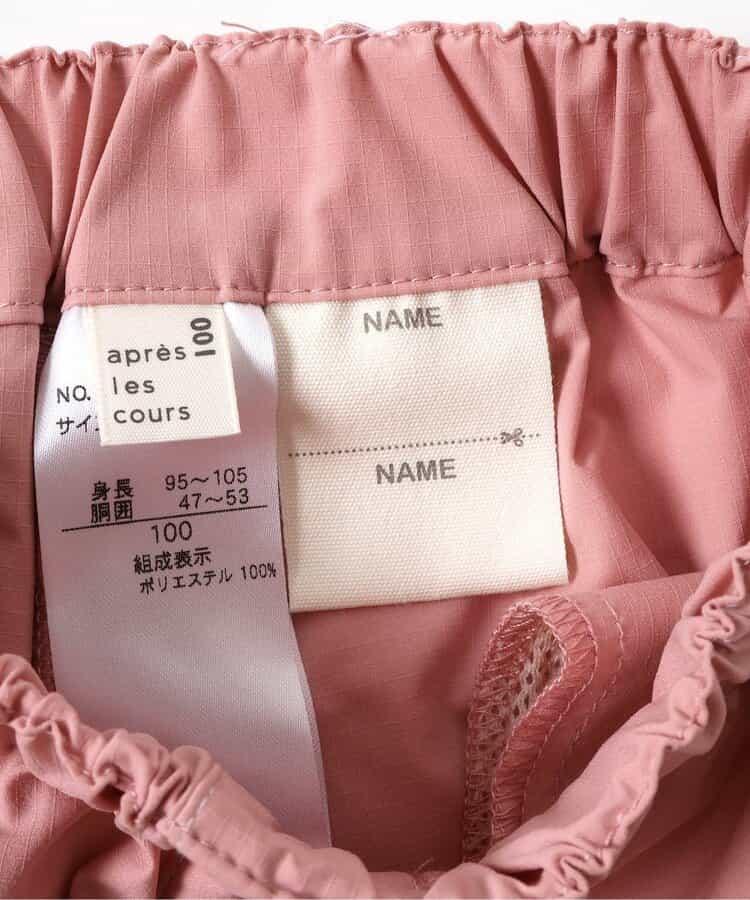 après
les
cours
100
NO.
サイ
身長 95～105
胴囲 47～53
100
組成表示
ポリエステル 100%
NAME
NAME